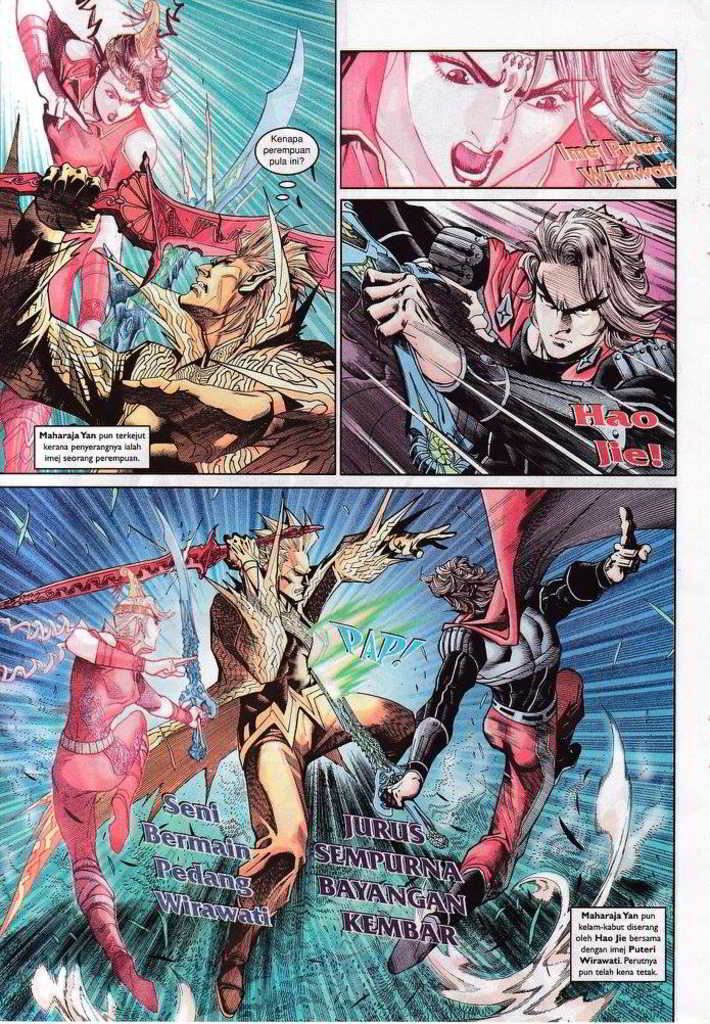 Kenapa
perempuan
pula ini?
Maharaja Yan pun terkejut
kerana penyerangnya ialah
imej seorang perempuan.
Imej Puteri
Wirawati
Hao
Jie!
PAP!
Seni
Bermain
Pedang
Wirawati
JURUS
SEMPURNA
BAYANGAN
KEMBAR
Maharaja Yan pun
kelam-kabut diserang
oleh Hao Jie bersama
dengan imej Puteri
Wirawati. Perutnya
pun telah kena tetak.